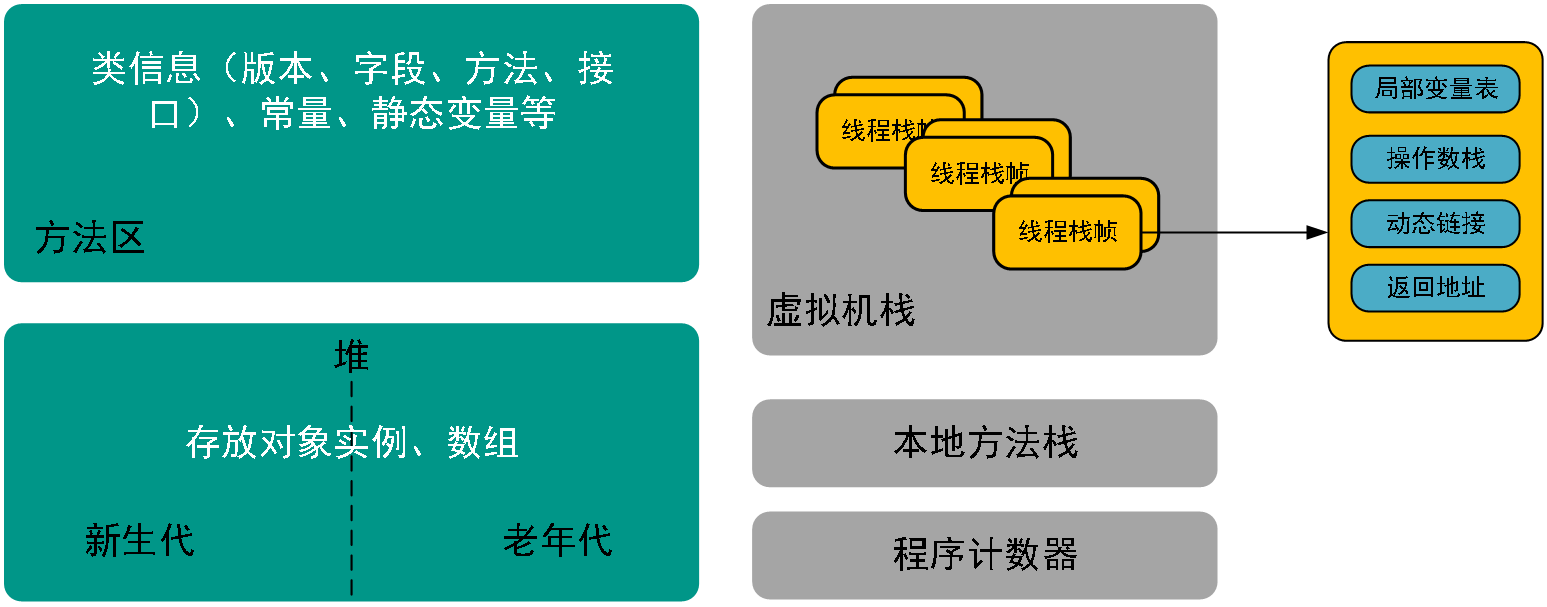 类信息（版本、字段、方法、接
口）、常量、静态变量等
方法区
堆
存放对象实例、数组
新生代
老年代
线程栈帧
线程栈帧
线程栈帧
虚拟机栈
本地方法栈
程序计数器
局部变量表
操作数栈
动态链接
返回地址